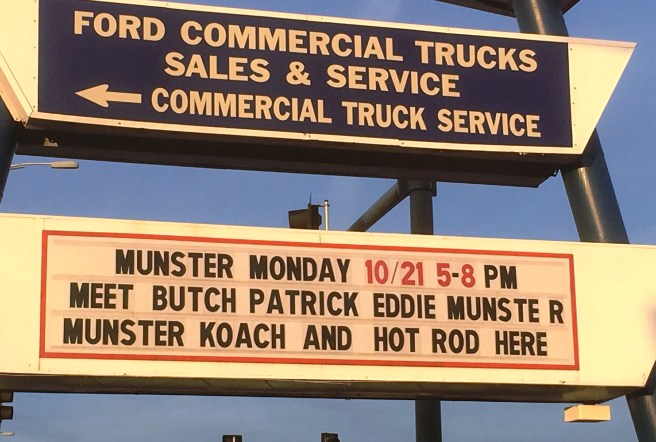 FORD COMMERCIAL TRUCKS
SALES & SERVICE
COMMERCIAL TRUCK SERVICE
MUNSTER MONDAY 10/21 5-8 PM
MEET BUTCH PATRICK EDDIE MUNSTE R
MUNSTER KOACH AND HOT ROD HERE